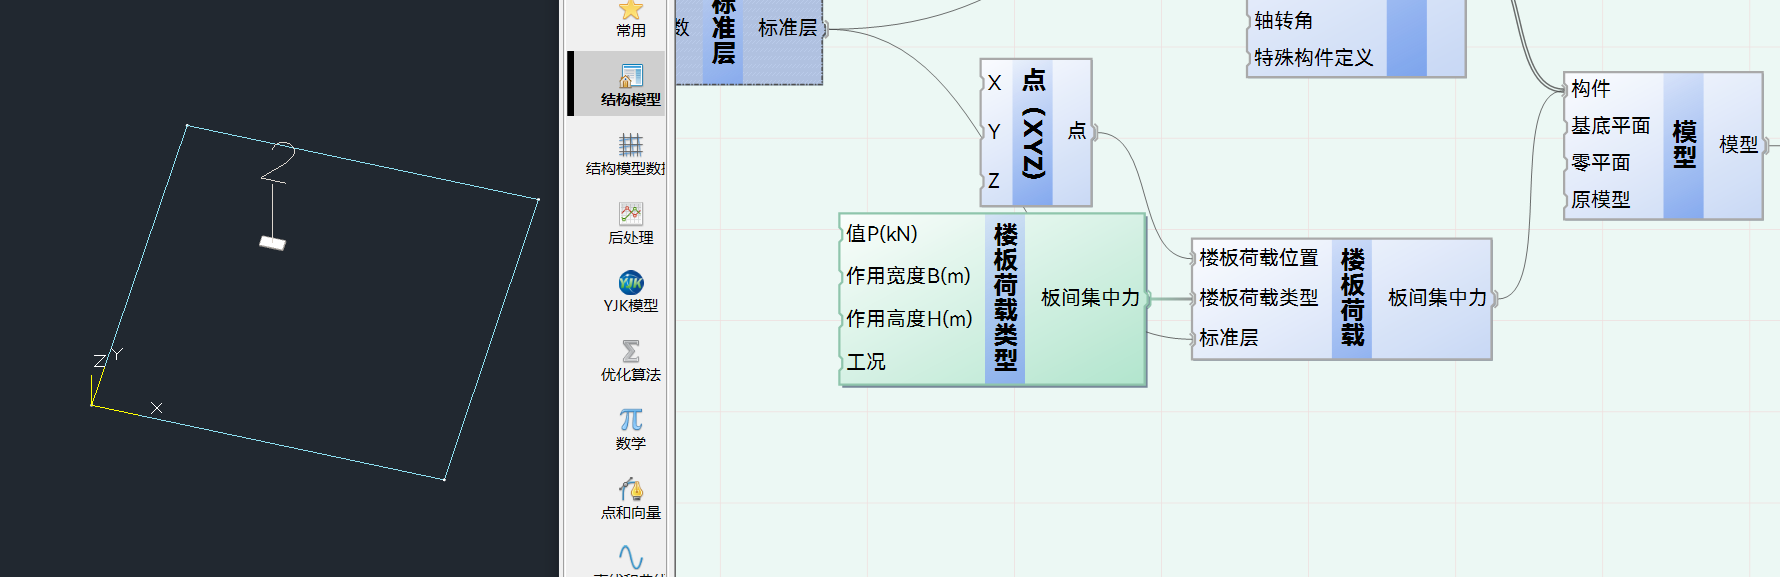 2
Z
Y
X
常用
结构模型
结构模型数
后处理
YJK
YJK模型
优化算法
π
数学
点和向量
数
标准层
标准层
X
Y
Z
点（XYZ）
点
轴转角
特殊构件定义
构件
基底平面
零平面
原模型
模型
模型
值P(kN)
作用宽度B(m)
作用高度H(m)
工况
楼板荷载类型
板间集中力
楼板荷载位置
楼板荷载类型
标准层
楼板荷载
板间集中力